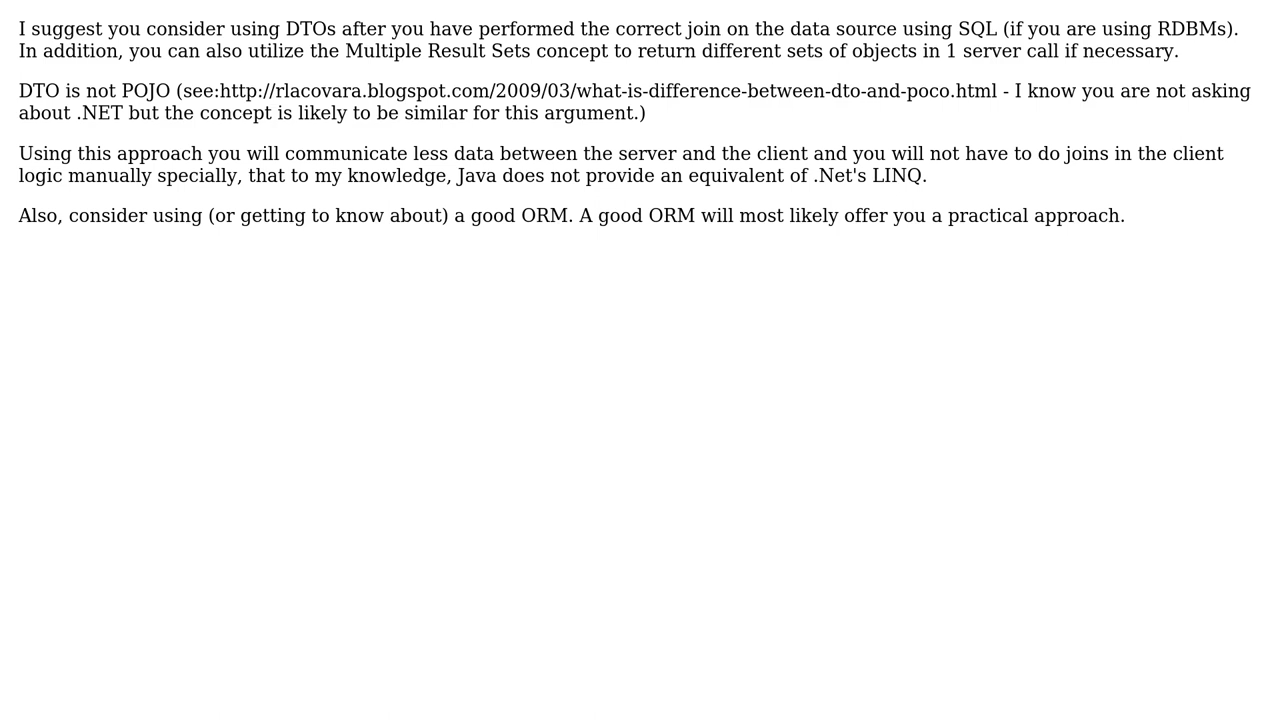 I suggest you consider using DTOs after you have performed the correct join on the data source using SQL (if you are using RDBMs).
In addition, you can also utilize the Multiple Result Sets concept to return different sets of objects in 1 server call if necessary.
DTO is not POJO (see:http://rlacovara.blogspot.com/2009/03/what-is-difference-between-dto-and-poco.html - I know you are not asking
about .NET but the concept is likely to be similar for this argument.)
Using this approach you will communicate less data between the server and the client and you will not have to do joins in the client
logic manually specially, that to my knowledge, Java does not provide an equivalent of .Net's LINQ.
Also, consider using (or getting to know about) a good ORM. A good ORM will most likely offer you a practical approach.